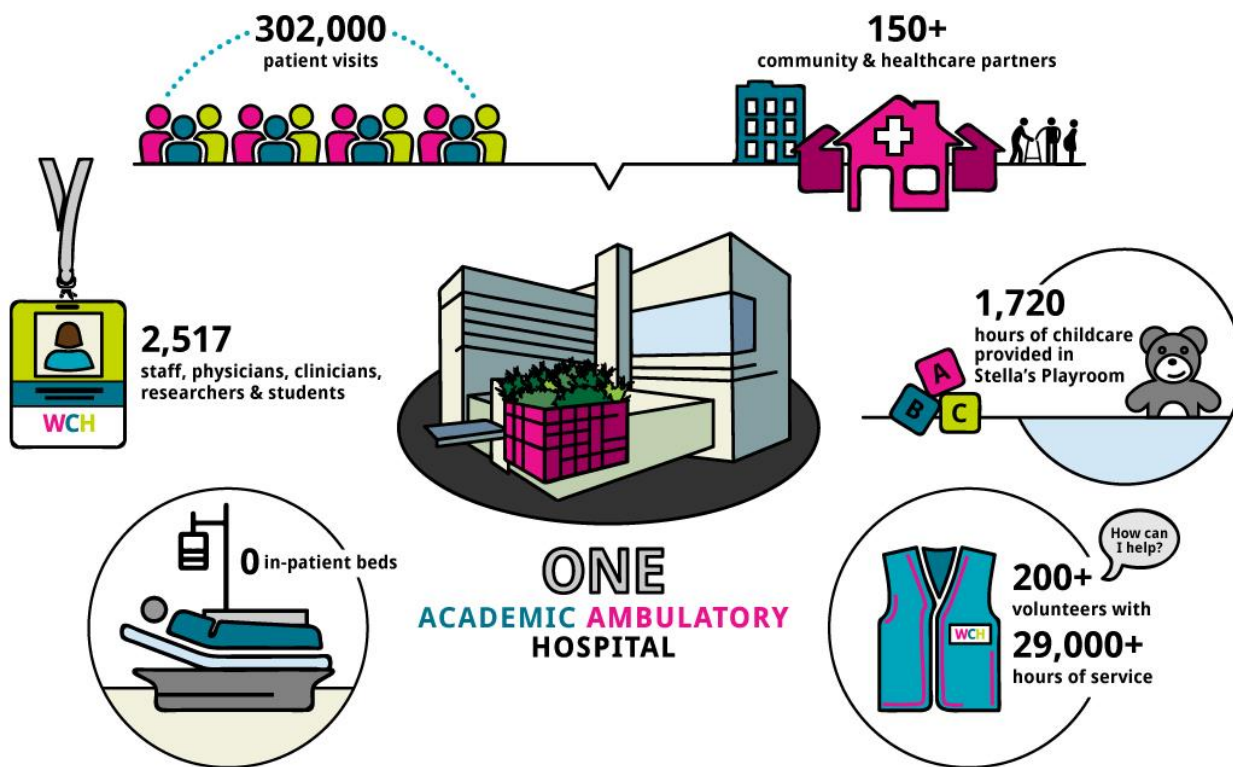 302,000
patient visits
150+
community & healthcare partners
WCH
2,517
staff, physicians, clinicians,
researchers & students
1,720
hours of childcare
provided in
Stella's Playroom
A
B
C
0 in-patient beds
ONE
ACADEMIC AMBULATORY
HOSPITAL
How can
I help?
WCH
200+
volunteers with
29,000+
hours of service